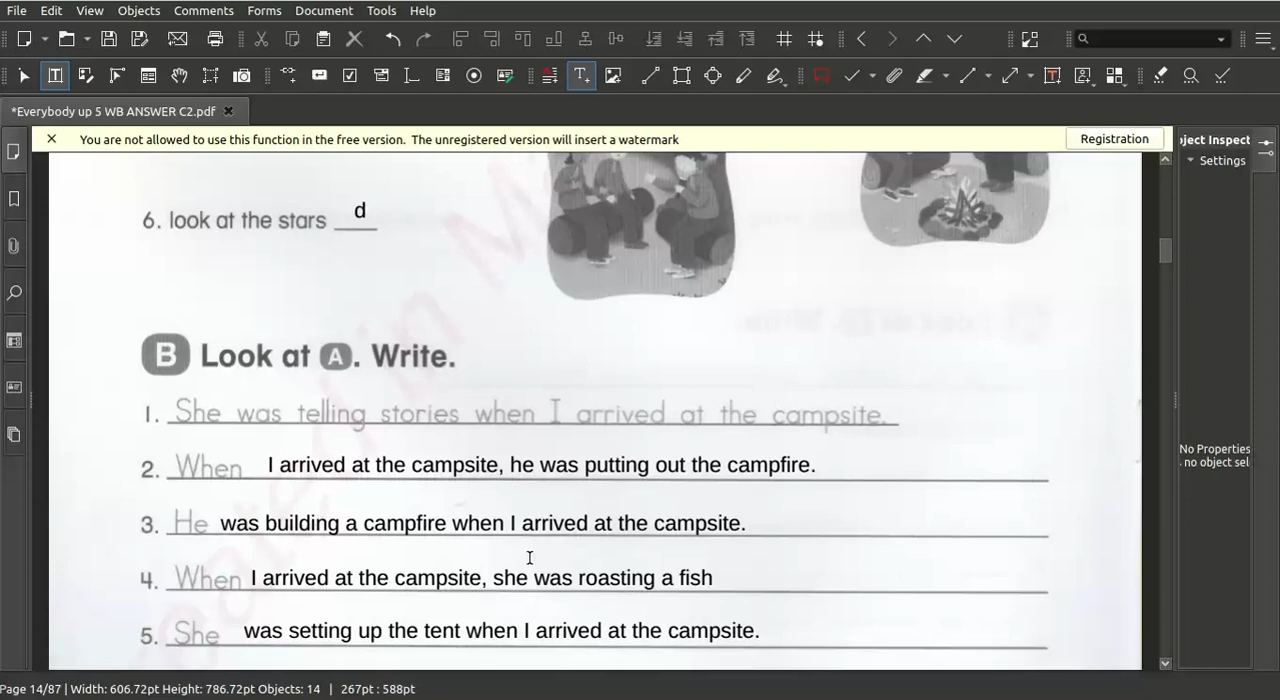 File Edit View Objects Comments Forms Document Tools Help
*Everybody up 5 WB ANSWER C2.pdf
You are not allowed to use this function in the free version. The unregistered version will insert a watermark
Registration
ject Inspect
Settings
6. look at the stars d
B Look at A. Write.
1. She was telling stories when I arrived at the campsite.
2. When I arrived at the campsite, he was putting out the campfire.
3. He was building a campfire when I arrived at the campsite.
4. When I arrived at the campsite, she was roasting a fish
5. She was setting up the tent when I arrived at the campsite.
No Properties
no object sel
Page 14/87 | Width: 606.72pt Height: 786.72pt Objects: 14 | 267pt : 588pt